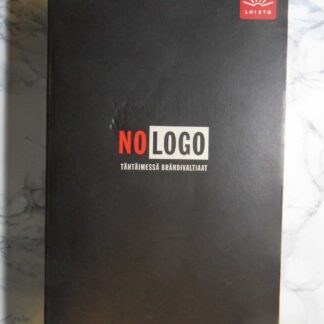 LOISTO
NO LOGO
TÄHTÄIMESSÄ BRÄNDIVALTIAAT